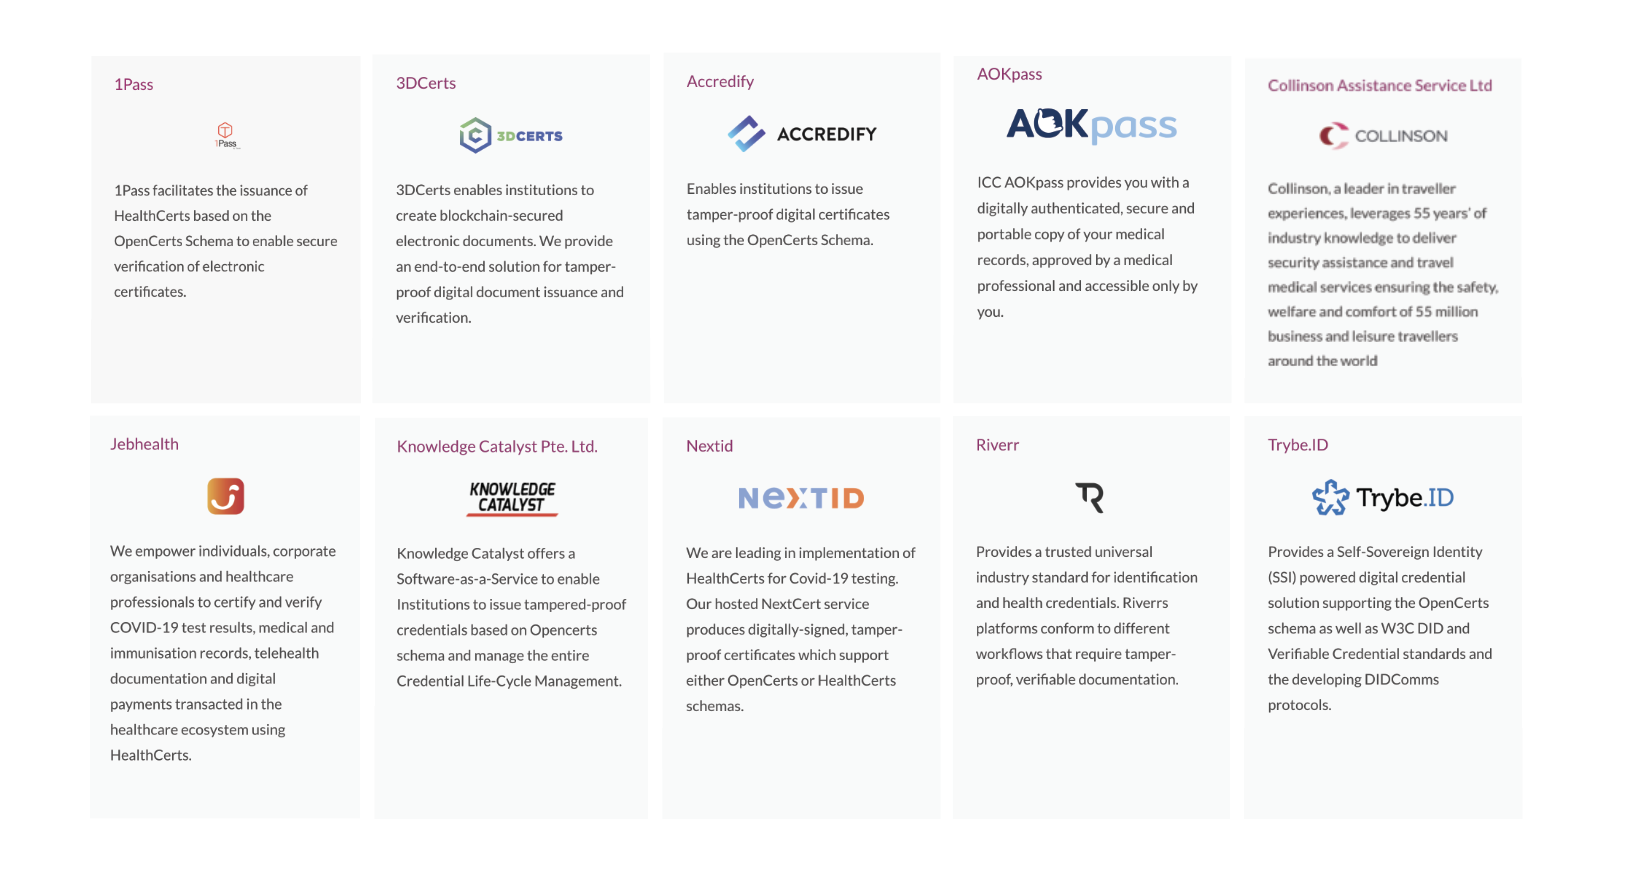 1Pass
1Pass
1Pass facilitates the issuance of
HealthCerts based on the
OpenCerts Schema to enable secure
verification of electronic
certificates.
3DCerts
3DCERTS
3DCerts enables institutions to
create blockchain-secured
electronic documents. We provide
an end-to-end solution for tamper-
proof digital document issuance and
verification.
Accredify
ACCREDIFY
Enables institutions to issue
tamper-proof digital certificates
using the OpenCerts Schema.
AOKpass
AOKpass
ICC AOKpass provides you with a
digitally authenticated, secure and
portable copy of your medical
records, approved by a medical
professional and accessible only by
you.
Collinson Assistance Service Ltd
COLLINSON
Collinson, a leader in traveller
experiences, leverages 55 years' of
industry knowledge to deliver
security assistance and travel
medical services ensuring the safety,
welfare and comfort of 55 million
business and leisure travellers
around the world
Jebhealth
We empower individuals, corporate
organisations and healthcare
professionals to certify and verify
COVID-19 test results, medical and
immunisation records, telehealth
documentation and digital
payments transacted in the
healthcare ecosystem using
HealthCerts.
Knowledge Catalyst Pte. Ltd.
KNOWLEDGE
CATALYST
Knowledge Catalyst offers a
Software-as-a-Service to enable
Institutions to issue tampered-proof
credentials based on Opencerts
schema and manage the entire
Credential Life-Cycle Management.
Nextid
NeXTID
We are leading in implementation of
HealthCerts for Covid-19 testing.
Our hosted NextCert service
produces digitally-signed, tamper-
proof certificates which support
either OpenCerts or HealthCerts
schemas.
Riverr
R
Provides a trusted universal
industry standard for identification
and health credentials. Riverrs
platforms conform to different
workflows that require tamper-
proof, verifiable documentation.
Trybe.ID
Trybe.ID
Provides a Self-Sovereign Identity
(SSI) powered digital credential
solution supporting the OpenCerts
schema as well as W3C DID and
Verifiable Credential standards and
the developing DIDComms
protocols.